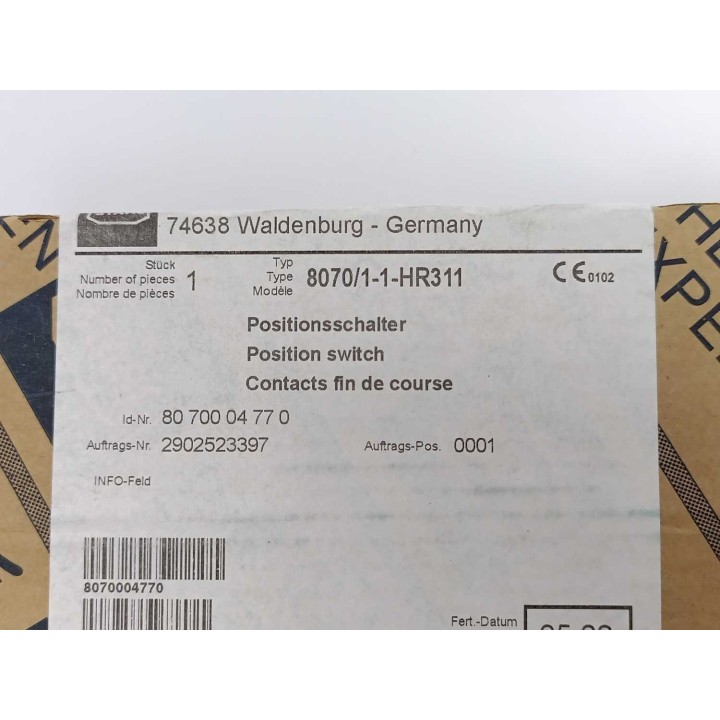 74638 Waldenburg - Germany
Stück
Number of pieces
Nombre de pièces
1
Typ
Type
Modèle
8070/1-1-HR311
CE 0102
Positionsschalter
Position switch
Contacts fin de course
Id-Nr. 80 700 04 77 0
Auftrags-Nr. 2902523397
Auftrags-Pos. 0001
INFO-Feld
8070004770
Fert.-Datum